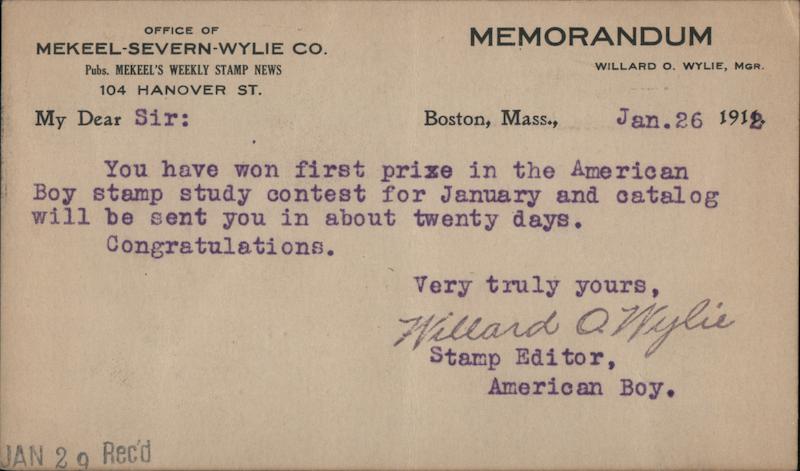 OFFICE OF
MEKEEL-SEVERN-WYLIE CO.
Pubs. MEKEEL'S WEEKLY STAMP NEWS
104 HANOVER ST.
MEMORANDUM
WILLARD O. WYLIE, MGR.
My Dear Sir:
Boston, Mass., Jan.26 1912
You have won first prize in the American
Boy stamp study contest for January and catalog
will be sent you in about twenty days.
Congratulations.
Very truly yours,
Willard O. Wylie
Stamp Editor,
American Boy.
JAN 29 Rec'd